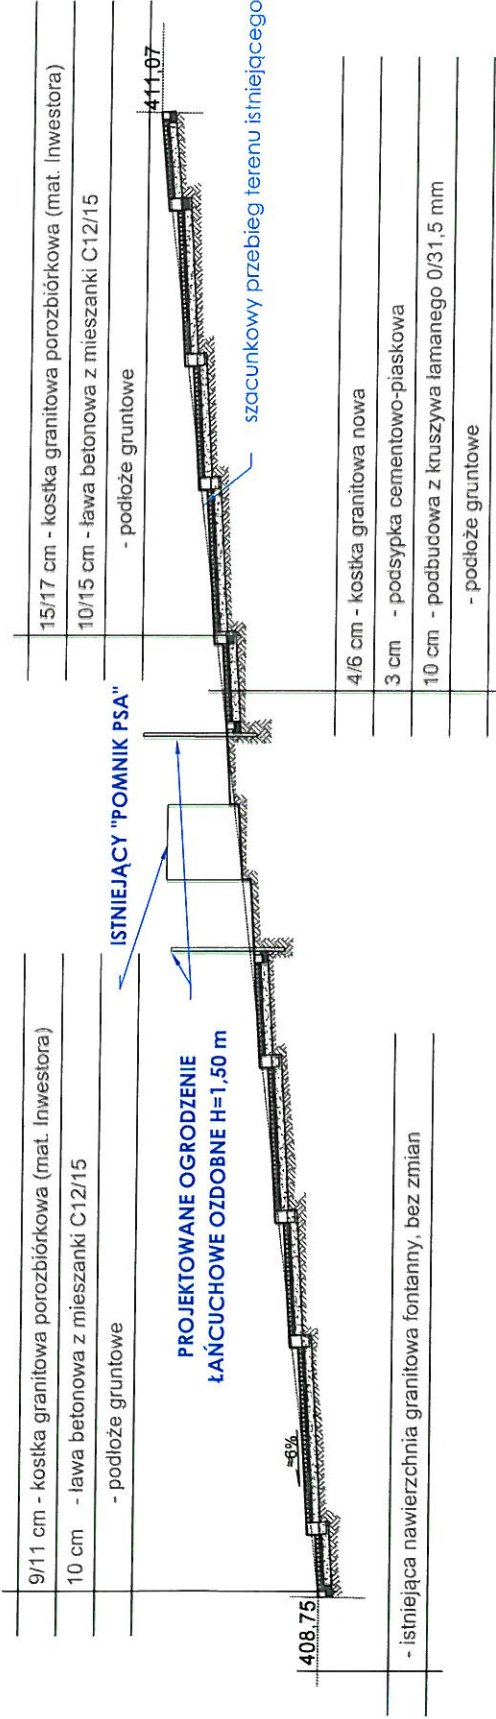 9/11 cm - kostka granitowa porozbiórkowa (mat. Inwestora)
10 cm - ława betonowa z mieszanki C12/15
- podłoże gruntowe
15/17 cm - kostka granitowa porozbiórkowa (mat. Inwestora)
10/15 cm - ława betonowa z mieszanki C12/15
- podłoże gruntowe
411,07
ISTNIEJĄCY "POMNIK PSA"
PROJEKTOWANE OGRODZENIE
ŁAŃCUCHOWE OZDOBNE H=1,50 m
szacunkowy przebieg terenu istniejącego
≈6%
408,75
- istniejąca nawierzchnia granitowa fontanny, bez zmian
4/6 cm - kostka granitowa nowa
3 cm - podsypka cementowo-piaskowa
10 cm - podbudowa z kruszywa łamanego 0/31,5 mm
- podłoże gruntowe